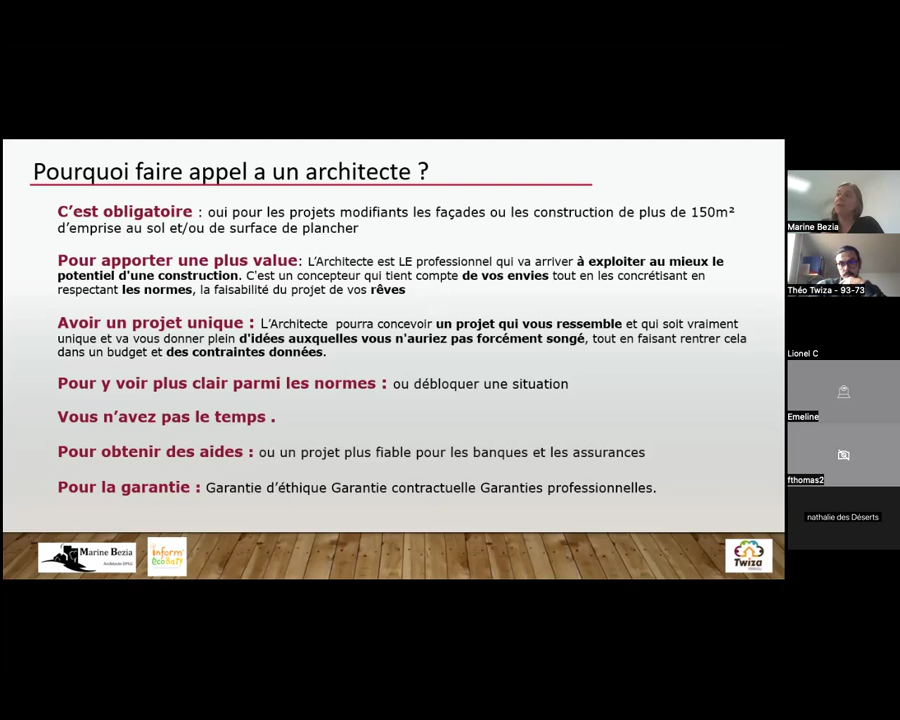 Pourquoi faire appel a un architecte ?
C'est obligatoire : oui pour les projets modifiants les façades ou les construction de plus de 150m²
d'emprise au sol et/ou de surface de plancher
Pour apporter une plus value: L'Architecte est LE professionnel qui va arriver à exploiter au mieux le
potentiel d'une construction. C'est un concepteur qui tient compte de vos envies tout en les concrétisant en
respectant les normes, la faisabilité du projet de vos rêves
Avoir un projet unique : L'Architecte pourra concevoir un projet qui vous ressemble et qui soit vraiment
unique et va vous donner plein d'idées auxquelles vous n'auriez pas forcément songé, tout en faisant rentrer cela
dans un budget et des contraintes données.
Pour y voir plus clair parmi les normes : ou débloquer une situation
Vous n'avez pas le temps .
Pour obtenir des aides : ou un projet plus fiable pour les banques et les assurances
Pour la garantie : Garantie d'éthique Garantie contractuelle Garanties professionnelles.
Marine Bezia
Architecte DPLG
inform'
écobaty
Twiza
Marine Bezia
Théo Twiza - 93-73
Lionel C
Emeline
fthomas2
nathalie des Déserts